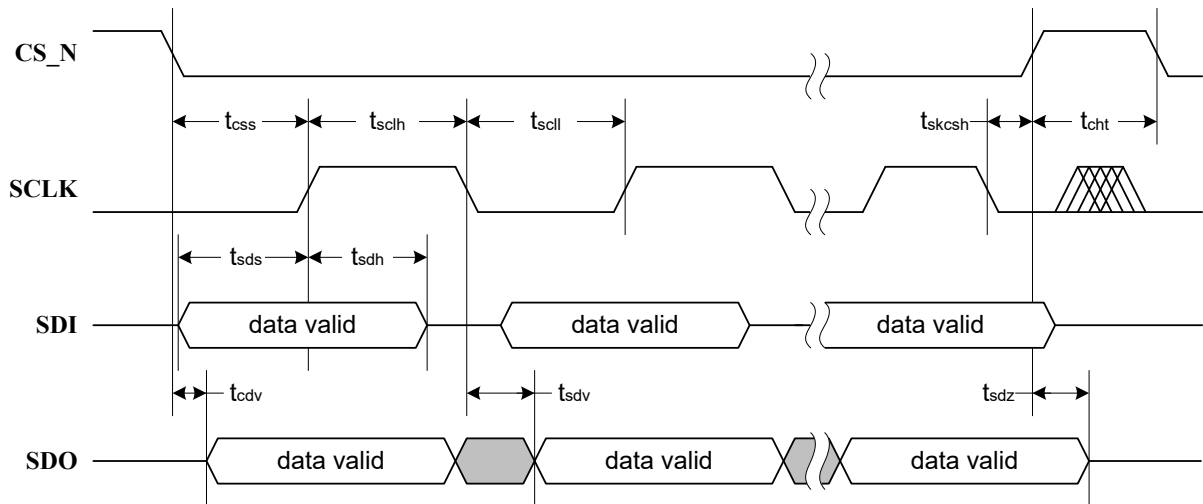 CS_N
tcss
tsclh
tscll
tskcsh
tcht
SCLK
tsds
tsdh
SDI
data valid
data valid
data valid
tcdv
tsdv
tsdz
SDO
data valid
data valid
data valid